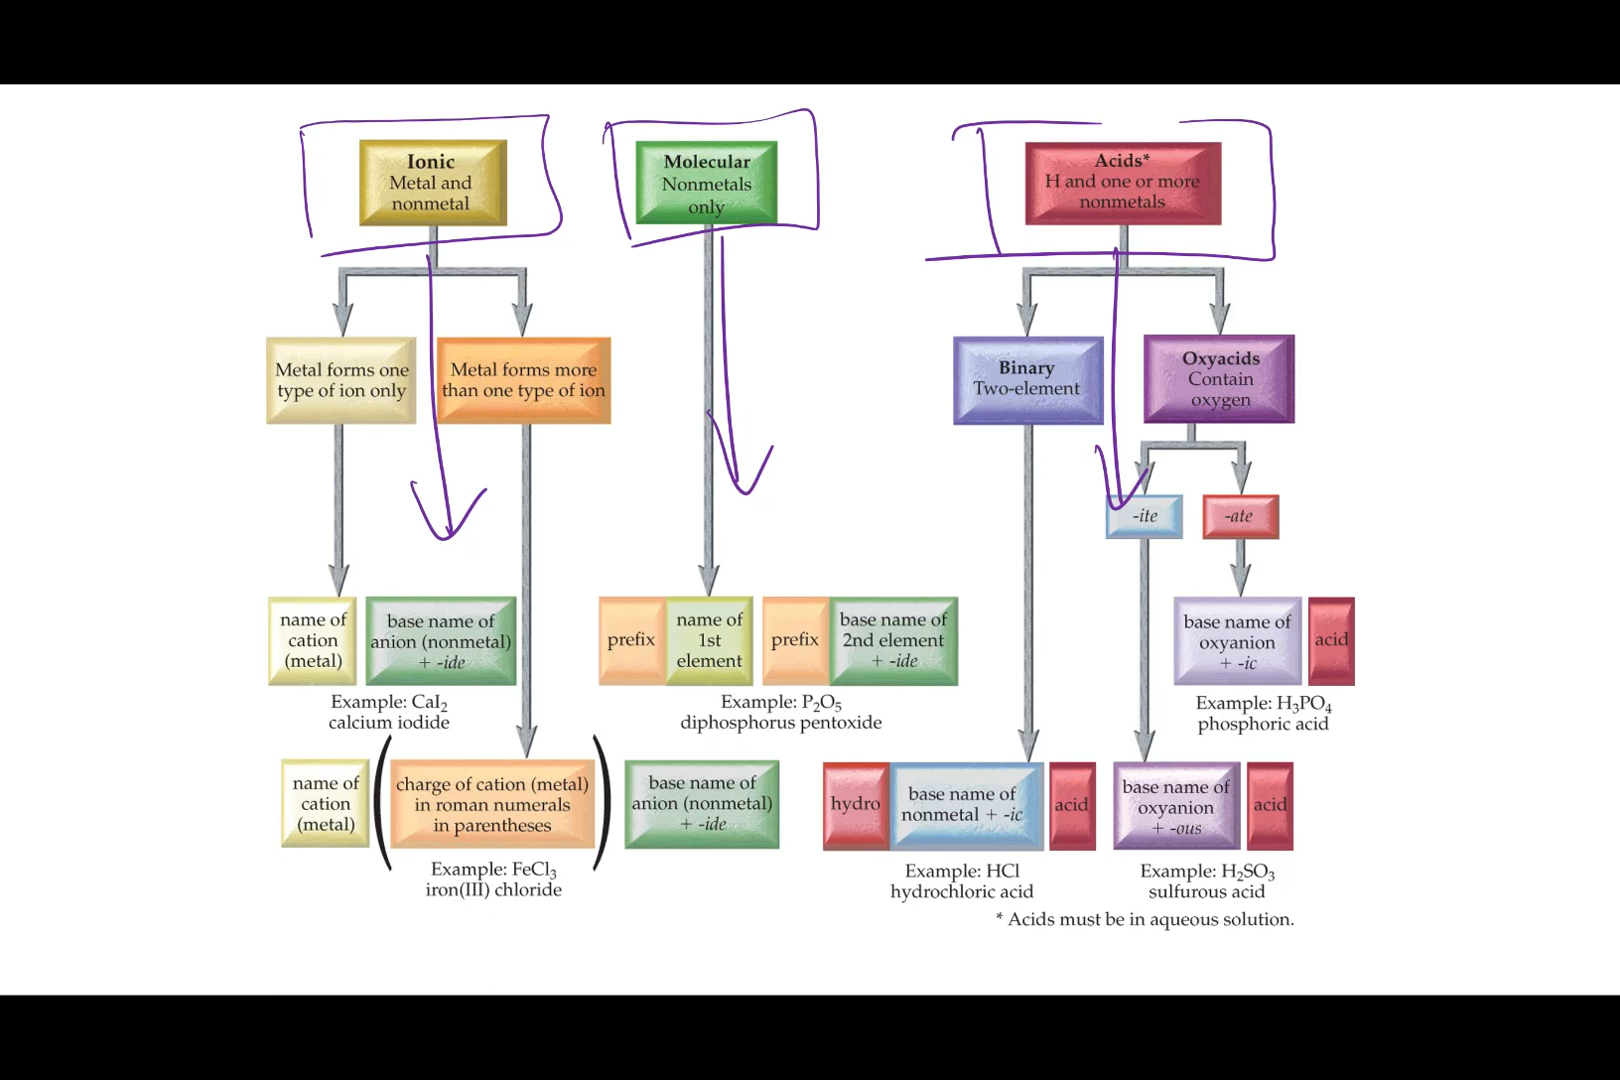 Ionic
Metal and
nonmetal
Molecular
Nonmetals
only
Acids*
H and one or more
nonmetals
Metal forms one
type of ion only
Metal forms more
than one type of ion
Binary
Two-element
Oxyacids
Contain
oxygen
-ite
-ate
name of
cation
(metal)
base name of
anion (nonmetal)
+ -ide
Example: CaI₂
calcium iodide
prefix
name of
1st
element
prefix
base name of
2nd element
+ -ide
Example: P₂O₅
diphosphorus pentoxide
base name of
oxyanion
+ -ic
acid
Example: H₃PO₄
phosphoric acid
name of
cation
(metal)
(
charge of cation (metal)
in roman numerals
in parentheses
)
base name of
anion (nonmetal)
+ -ide
Example: FeCl₃
iron(III) chloride
hydro
base name of
nonmetal + -ic
acid
Example: HCl
hydrochloric acid
base name of
oxyanion
+ -ous
acid
Example: H₂SO₃
sulfurous acid
* Acids must be in aqueous solution.